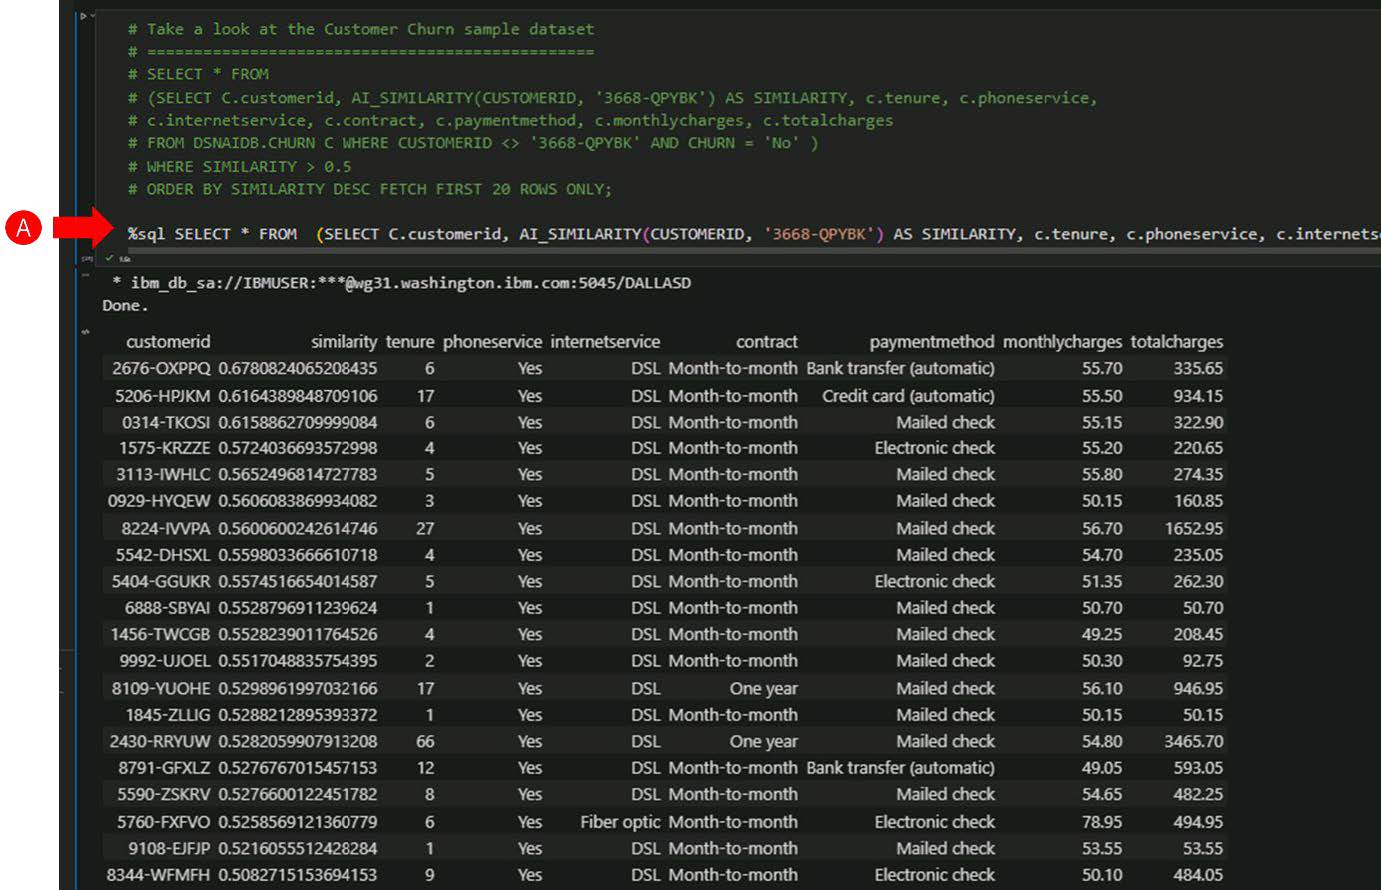 # Take a look at the Customer Churn sample dataset
# ================================================
# SELECT * FROM
# (SELECT C.customerid, AI_SIMILARITY(CUSTOMERID, '3668-QPYBK') AS SIMILARITY, c.tenure, c.phoneservice,
# c.internetservice, c.contract, c.paymentmethod, c.monthlycharges, c.totalcharges
# FROM DSNAIDB.CHURN C WHERE CUSTOMERID <> '3668-QPYBK' AND CHURN = 'No' )
# WHERE SIMILARITY > 0.5
# ORDER BY SIMILARITY DESC FETCH FIRST 20 ROWS ONLY;
A
%sql SELECT * FROM  (SELECT C.customerid, AI_SIMILARITY(CUSTOMERID, '3668-QPYBK') AS SIMILARITY, c.tenure, c.phoneservice, c.internets
* ibm_db_sa://IBMUSER:***@wg31.washington.ibm.com:5045/DALLASD
Done.
customerid similarity tenure phoneservice internetservice contract paymentmethod monthlycharges totalcharges
2676-OXPPQ 0.6780824065208435 6 Yes DSL Month-to-month Bank transfer (automatic) 55.70 335.65
5206-HPJKM 0.6164389848709106 17 Yes DSL Month-to-month Credit card (automatic) 55.50 934.15
0314-TKOSI 0.6158862709999084 6 Yes DSL Month-to-month Mailed check 55.15 322.90
1575-KRZZE 0.5724036693572998 4 Yes DSL Month-to-month Electronic check 55.20 220.65
3113-IWHLC 0.5652496814727783 5 Yes DSL Month-to-month Mailed check 55.80 274.35
0929-HYQEW 0.5606083869934082 3 Yes DSL Month-to-month Mailed check 50.15 160.85
8224-IVVPA 0.5600600242614746 27 Yes DSL Month-to-month Mailed check 56.70 1652.95
5542-DHSXL 0.5598033666610718 4 Yes DSL Month-to-month Mailed check 54.70 235.05
5404-GGUKR 0.5574516654014587 5 Yes DSL Month-to-month Electronic check 51.35 262.30
6888-SBYAI 0.5528796911239624 1 Yes DSL Month-to-month Mailed check 50.70 50.70
1456-TWCGB 0.5528239011764526 4 Yes DSL Month-to-month Mailed check 49.25 208.45
9992-UJOEL 0.5517048835754395 2 Yes DSL Month-to-month Mailed check 50.30 92.75
8109-YUOHE 0.5298961997032166 17 Yes DSL One year Mailed check 56.10 946.95
1845-ZLLIG 0.5288212895393372 1 Yes DSL Month-to-month Mailed check 50.15 50.15
2430-RRYUW 0.5282059907913208 66 Yes DSL One year Mailed check 54.80 3465.70
8791-GFXLZ 0.5276767015457153 12 Yes DSL Month-to-month Bank transfer (automatic) 49.05 593.05
5590-ZSKRV 0.5276600122451782 8 Yes DSL Month-to-month Mailed check 54.65 482.25
5760-FXFVO 0.5258569121360779 6 Yes Fiber optic Month-to-month Electronic check 78.95 494.95
9108-EJFJP 0.5216055512428284 1 Yes DSL Month-to-month Mailed check 53.55 53.55
8344-WFMFH 0.5082715153694153 9 Yes DSL Month-to-month Electronic check 50.10 484.05